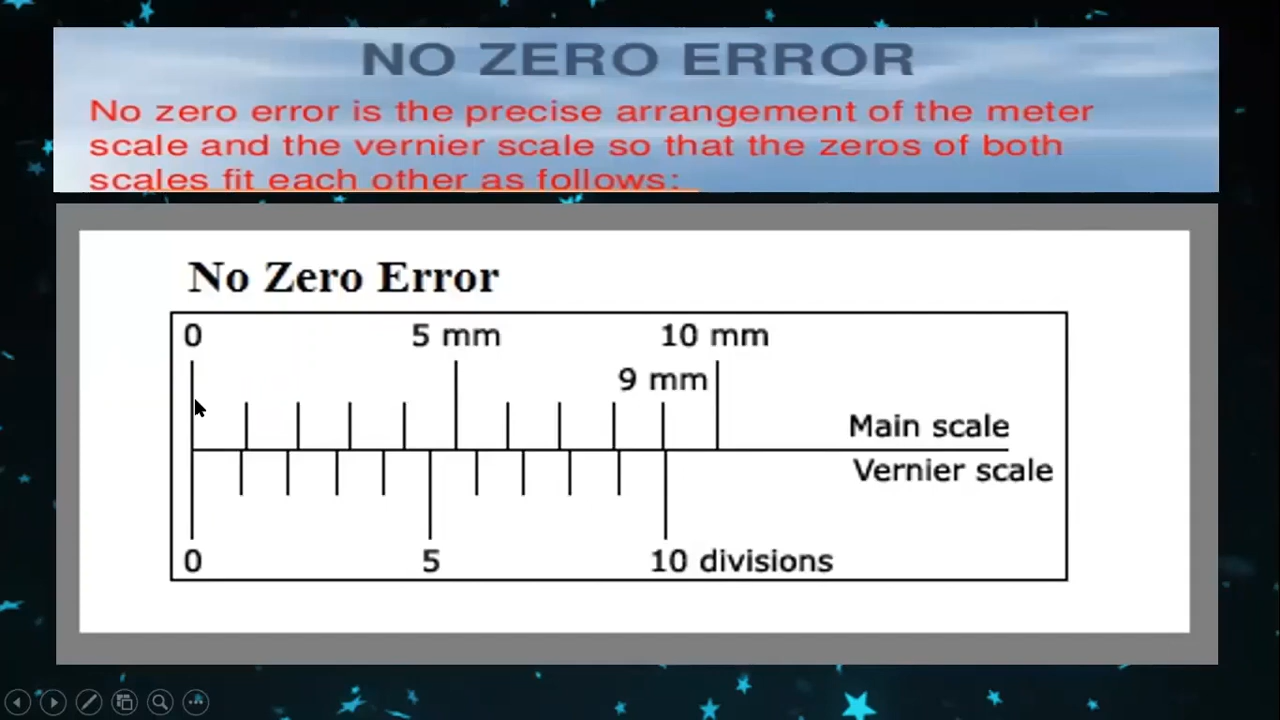 NO ZERO ERROR
No zero error is the precise arrangement of the meter
scale and the vernier scale so that the zeros of both
scales fit each other as follows:
No Zero Error
0 5 mm 10 mm
9 mm
Main scale
Vernier scale
0 5 10 divisions